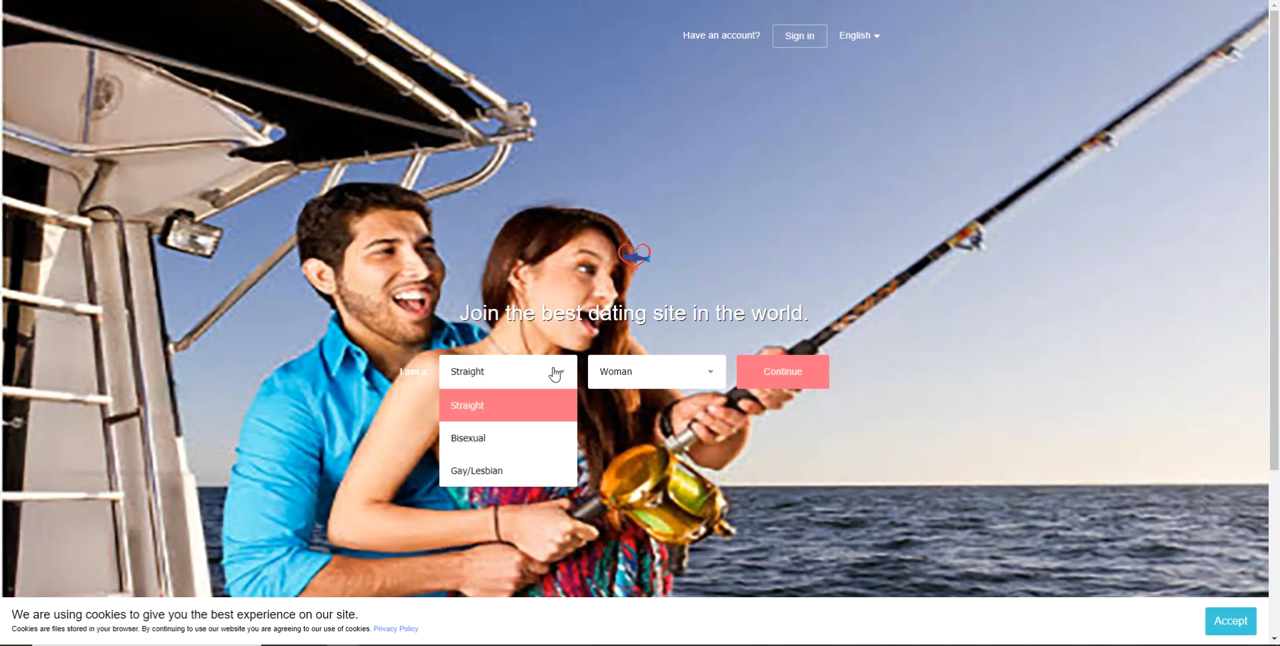 Have an account?
Sign in
English
Join the best dating site in the world.
I am a
Straight
Woman
Continue
Straight
Bisexual
Gay/Lesbian
We are using cookies to give you the best experience on our site.
Cookies are files stored in your browser. By continuing to use our website you are agreeing to our use of cookies. Privacy Policy
Accept